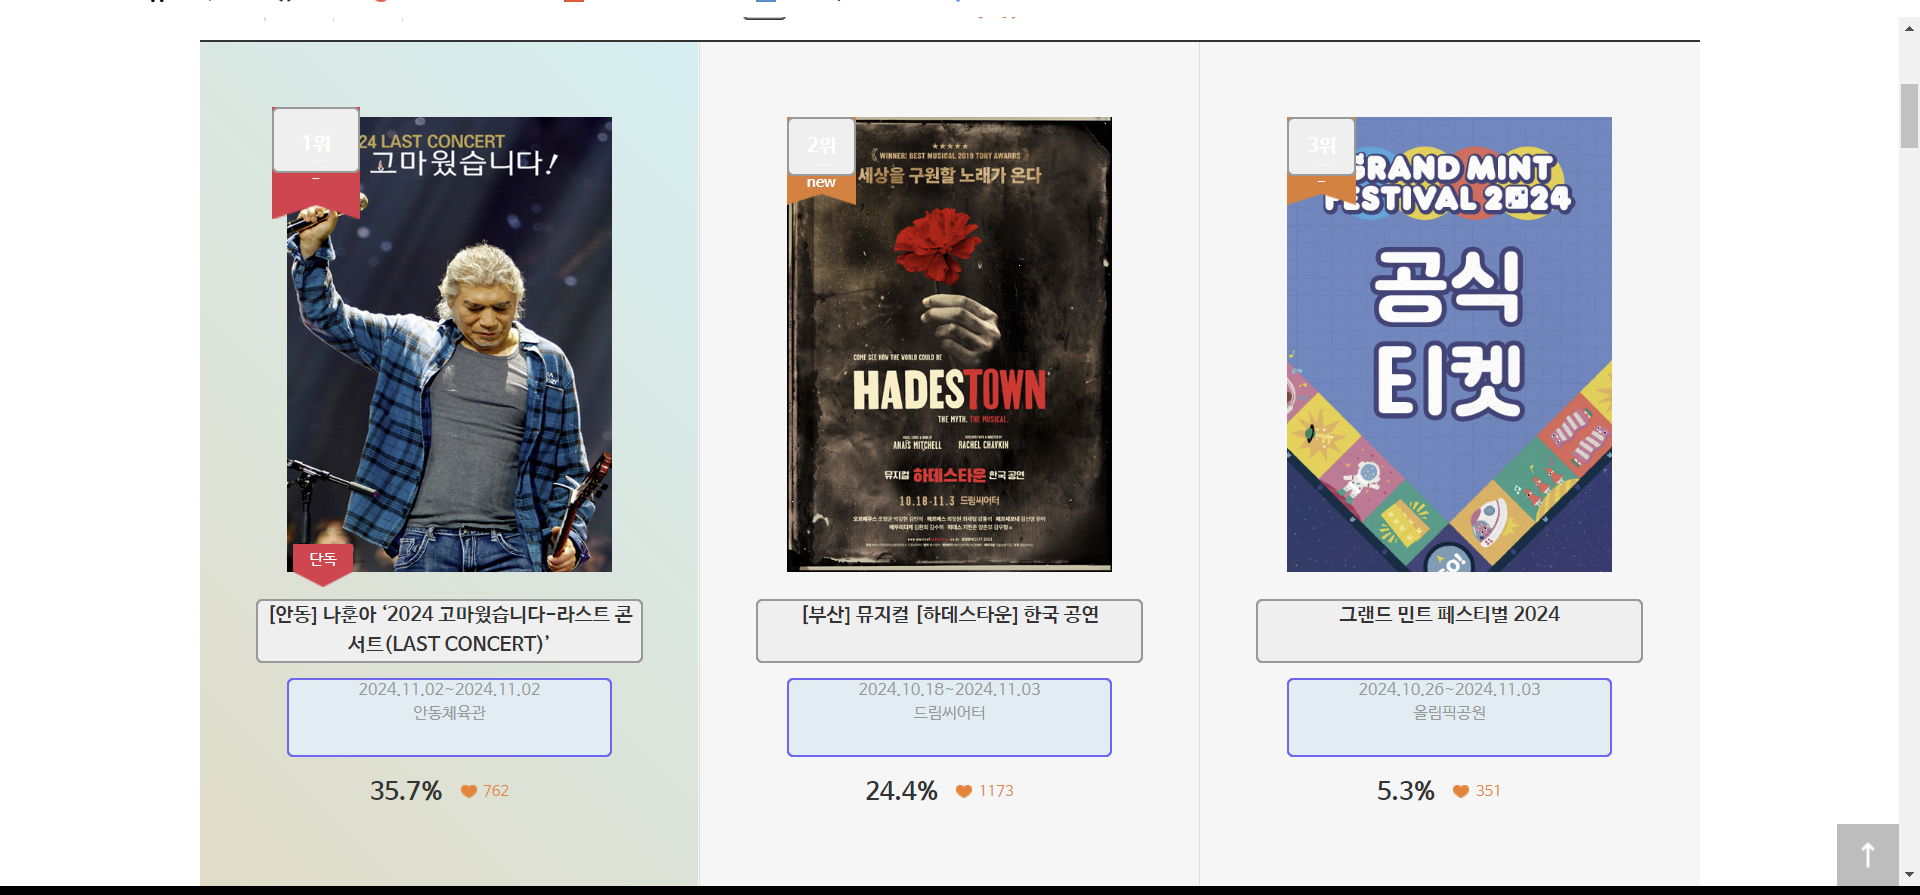 1위
–
24 LAST CONCERT
고마웠습니다!
단독
[안동] 나훈아 ‘2024 고마웠습니다-라스트 콘
서트(LAST CONCERT)’
2024.11.02~2024.11.02
안동체육관
35.7% 762
2위
new
WINNER! BEST MUSICAL 2019 TONY AWARDS
세상을 구원할 노래가 온다
COME SEE HOW THE WORLD COULD BE
HADESTOWN
THE MYTH. THE MUSICAL.
ANAÏS MITCHELL RACHEL CHAVKIN
뮤지컬 하데스타운 한국 공연
10.18-11.3 드림씨어터
[부산] 뮤지컬 [하데스타운] 한국 공연
2024.10.18~2024.11.03
드림씨어터
24.4% 1173
3위
–
GRAND MINT
FESTIVAL 2024
공식
티켓
GO!
그랜드 민트 페스티벌 2024
2024.10.26~2024.11.03
올림픽공원
5.3% 351